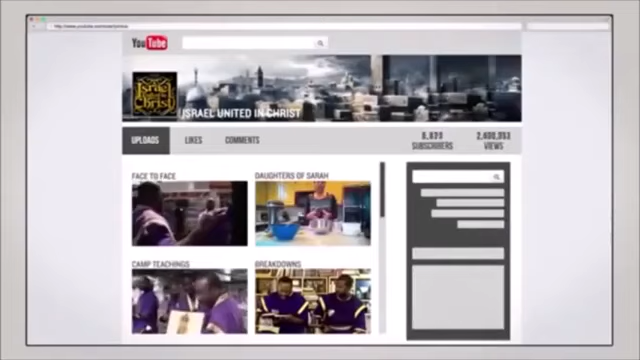 YouTube
Israel
United in
Christ
ISRAEL UNITED IN CHRIST
UPLOADS
LIKES
COMMENTS
SUBSCRIBERS
VIEWS
FACE TO FACE
DAUGHTERS OF SARAH
CAMP TEACHINGS
BREAKDOWNS